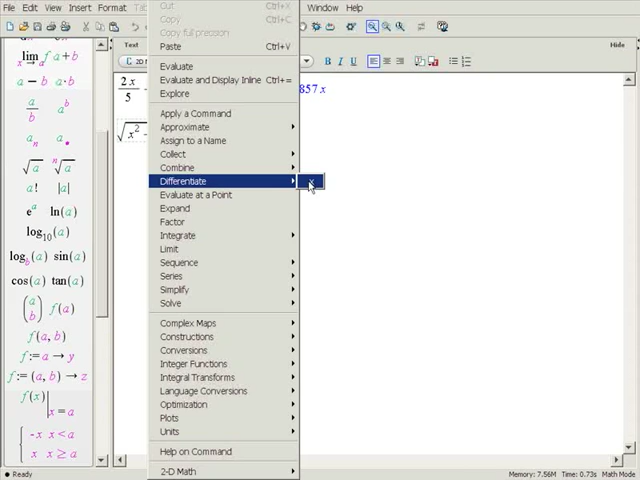 File View Insert Format Window Help
Text Hide
Cut Ctrl+X
Copy Ctrl+C
Copy full precision
Paste Ctrl+V
Evaluate
Evaluate and Display Inline Ctrl+=
Explore
Apply a Command
Approximate
Assign to a Name
Collect
Combine
Differentiate x
Evaluate at a Point
Expand
Factor
Integrate
Limit
Sequence
Series
Simplify
Solve
Complex Maps
Constructions
Conversions
Integer Functions
Integral Transforms
Language Conversions
Optimization
Plots
Units
Help on Command
2-D Math
2 x
5
857 x
√x² −
lim f a + b
x → a
a − b a·b
a
b
a^b
a_n a
√a ⁿ√a
a! |a|
e^a ln(a)
log₁₀(a)
log_b(a) sin(a)
cos(a) tan(a)
(a b) f(a)
f(a, b)
f := a → y
f := (a, b) → z
f(x)| x = a
{ -x x < a
x x ≥ a
Ready Memory: 7.56M Time: 0.73s Math Mode